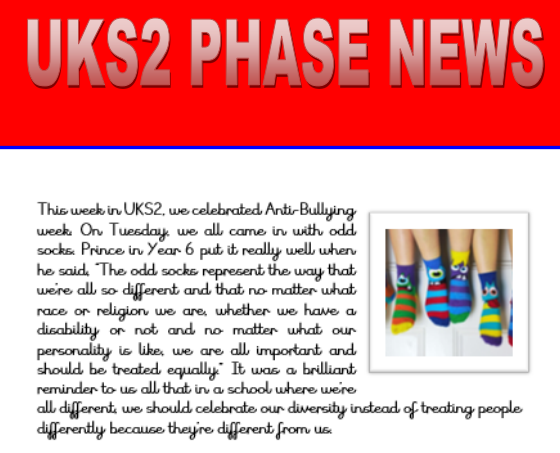 UKS2 PHASE NEWS
This week in UKS2, we celebrated Anti-Bullying
week. On Tuesday, we all came in with odd
socks. Prince in Year 6 put it really well when
he said, "The odd socks represent the way that
we're all so different and that no matter what
race or religion we are, whether we have a
disability or not and no matter what our
personality is like, we are all important and
should be treated equally." It was a brilliant
reminder to us all that in a school where we're
all different, we should celebrate our diversity instead of treating people
differently because they're different from us.